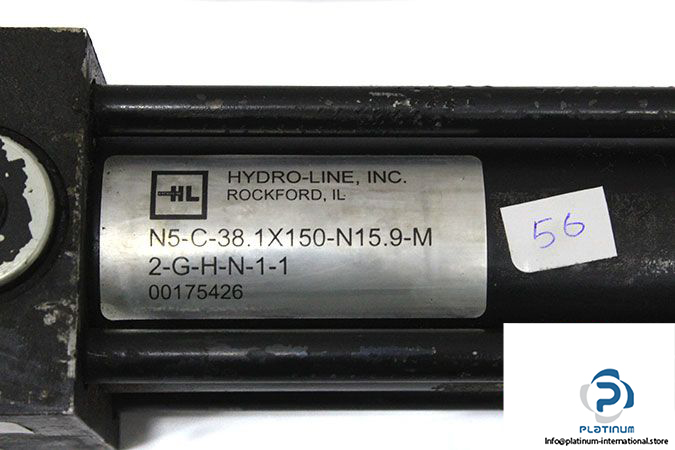 HL
HYDRO-LINE, INC.
ROCKFORD, IL
N5-C-38.1X150-N15.9-M
2-G-H-N-1-1
00175426
56
PLATINUM
Info@platinum-international.store